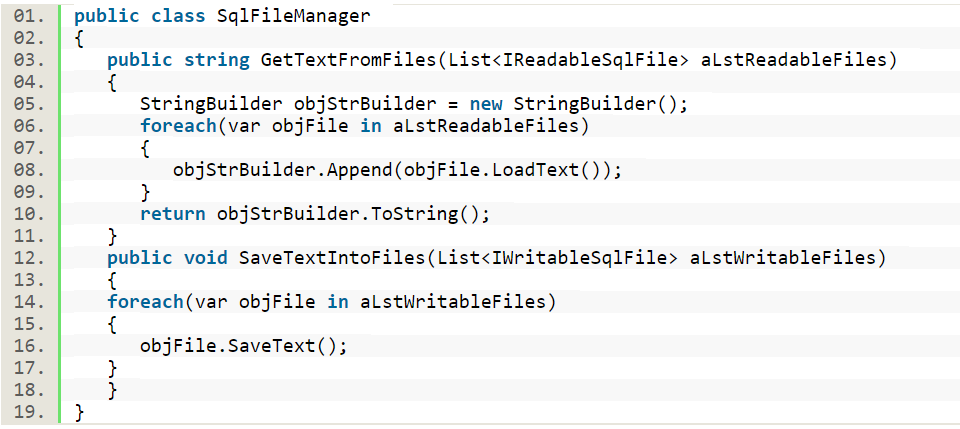 01. public class SqlFileManager
02. {
03.    public string GetTextFromFiles(List<IReadableSqlFile> aLstReadableFiles)
04.    {
05.       StringBuilder objStrBuilder = new StringBuilder();
06.       foreach(var objFile in aLstReadableFiles)
07.       {
08.          objStrBuilder.Append(objFile.LoadText());
09.       }
10.       return objStrBuilder.ToString();
11.    }
12.    public void SaveTextIntoFiles(List<IWritableSqlFile> aLstWritableFiles)
13.    {
14.    foreach(var objFile in aLstWritableFiles)
15.    {
16.       objFile.SaveText();
17.    }
18.    }
19. }